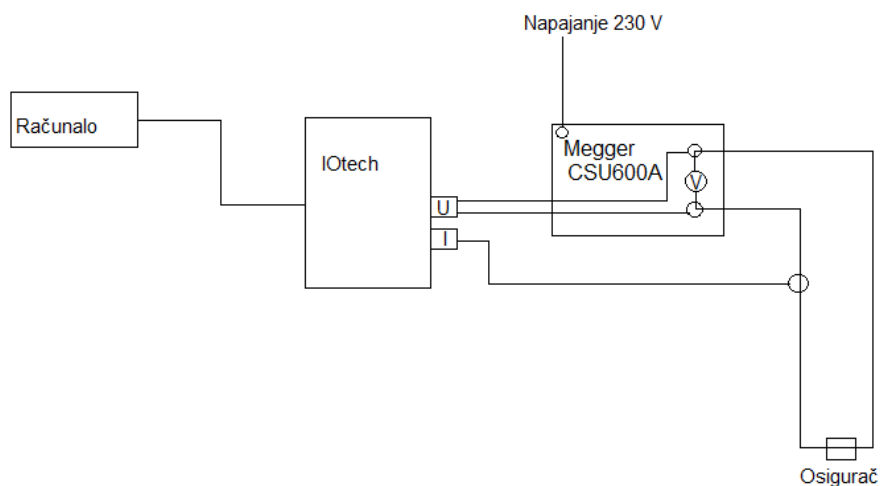 Napajanje 230 V
Računalo
IOtech
Megger
CSU600A
V
U
I
Osigurač